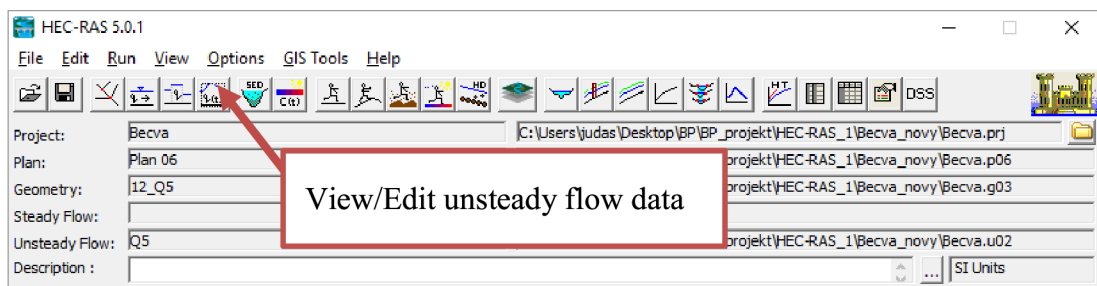 HEC-RAS 5.0.1
File Edit Run View Options GIS Tools Help
SED C(t) HD HT DSS
Project: Becva C:\Users\judas\Desktop\BP\BP_projekt\HEC-RAS_1\Becva_novy\Becva.prj
Plan: Plan 06 projekt\HEC-RAS_1\Becva_novy\Becva.p06
Geometry: 12_Q5 projekt\HEC-RAS_1\Becva_novy\Becva.g03
View/Edit unsteady flow data
Steady Flow:
Unsteady Flow: Q5 projekt\HEC-RAS_1\Becva_novy\Becva.u02
Description : ... SI Units